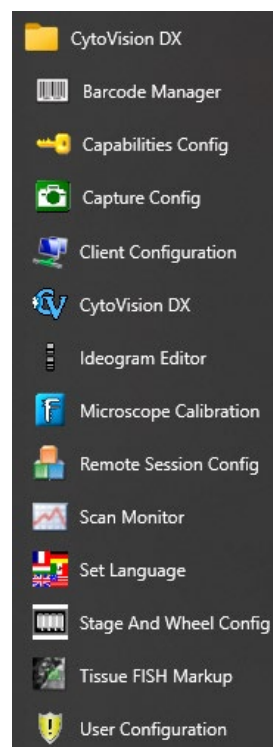 CytoVision DX
Barcode Manager
Capabilities Config
Capture Config
Client Configuration
CytoVision DX
Ideogram Editor
Microscope Calibration
Remote Session Config
Scan Monitor
Set Language
Stage And Wheel Config
Tissue FISH Markup
User Configuration